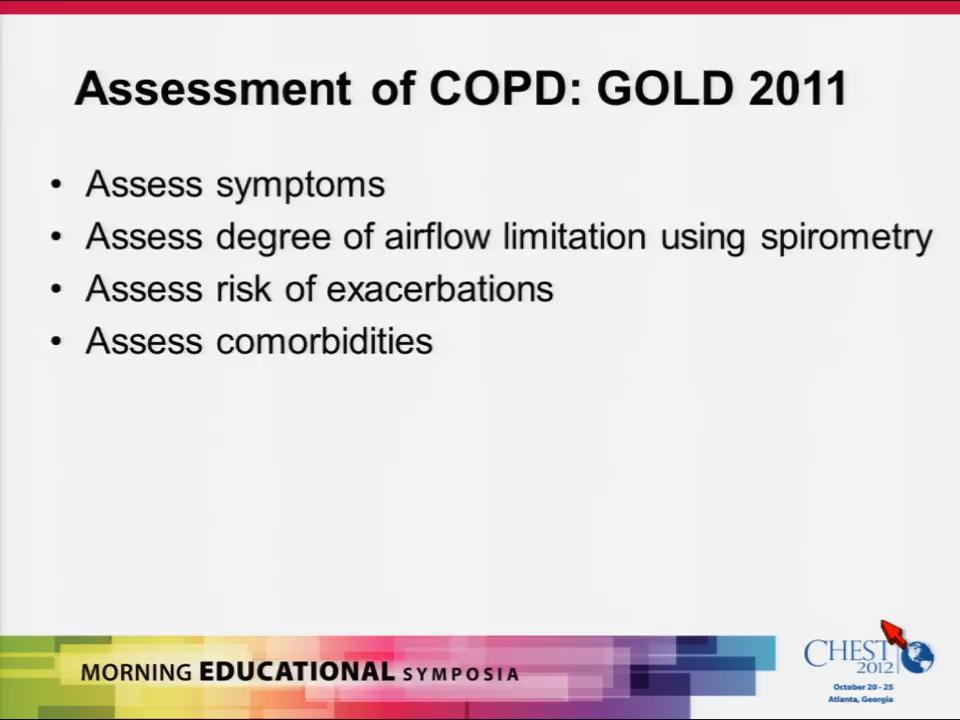 Assessment of COPD: GOLD 2011
• Assess symptoms
• Assess degree of airflow limitation using spirometry
• Assess risk of exacerbations
• Assess comorbidities
MORNING EDUCATIONAL SYMPOSIA
CHEST
2012
October 20 - 25
Atlanta, Georgia